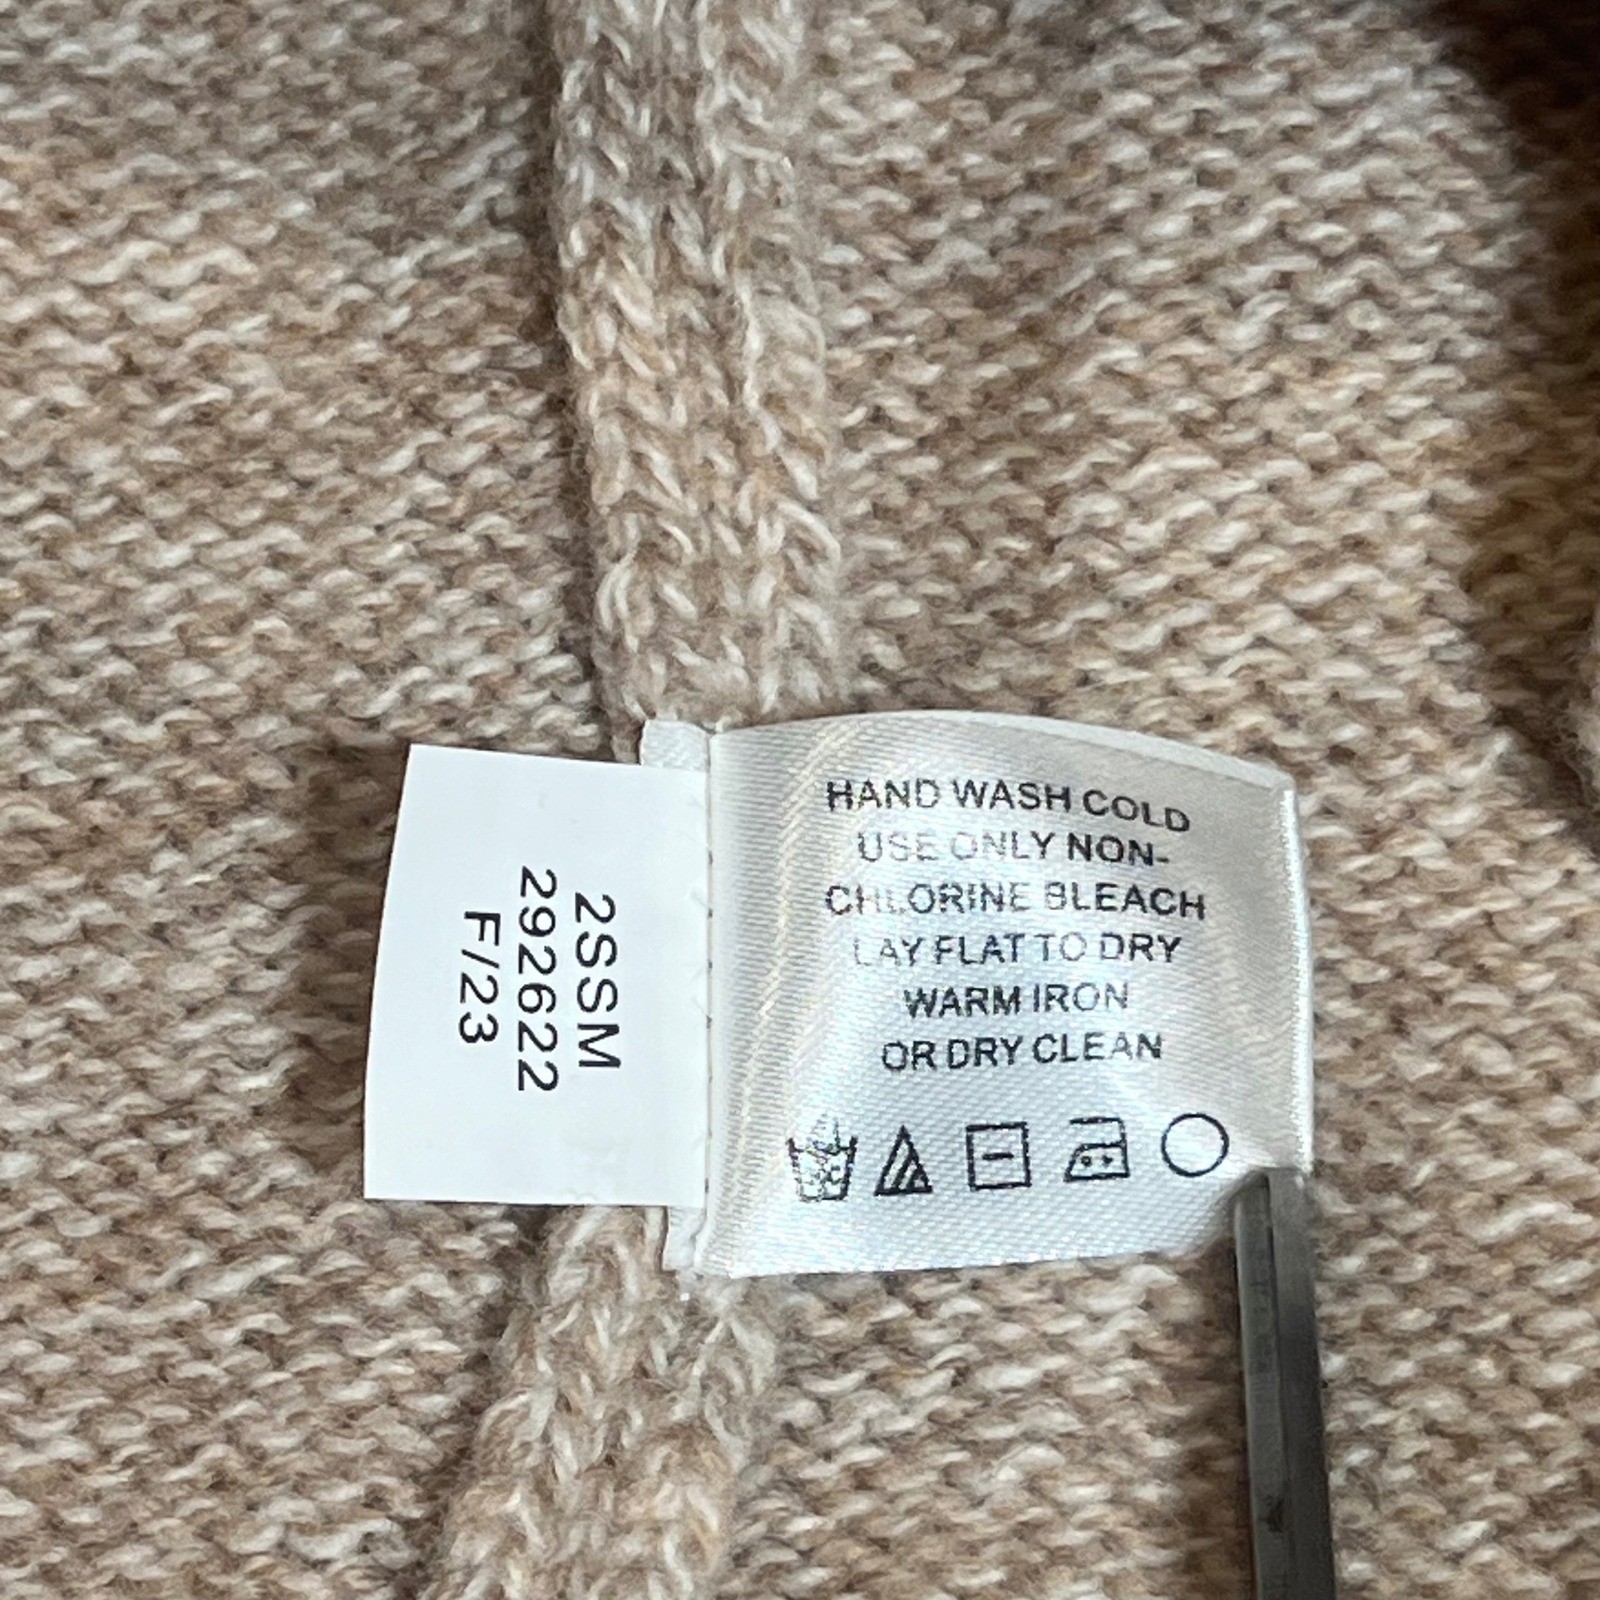 2SSM
292622
F/23
HAND WASH COLD
USE ONLY NON-
CHLORINE BLEACH
LAY FLAT TO DRY
WARM IRON
OR DRY CLEAN